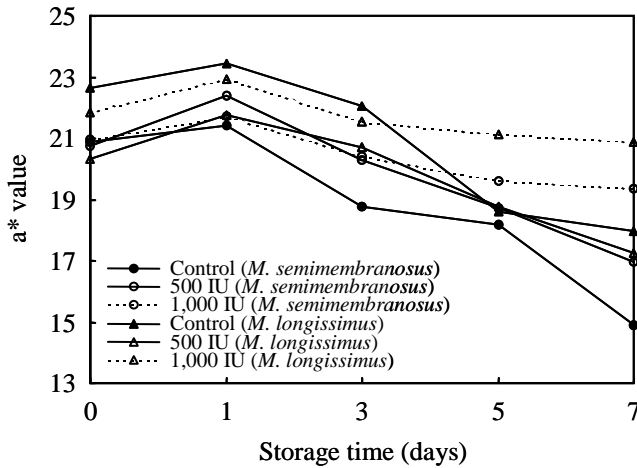 25
23
21
19
17
15
13
a* value
Control (M. semimembranosus)
500 IU (M. semimembranosus)
1,000 IU (M. semimembranosus)
Control (M. longissimus)
500 IU (M. longissimus)
1,000 IU (M. longissimus)
0 1 3 5 7
Storage time (days)